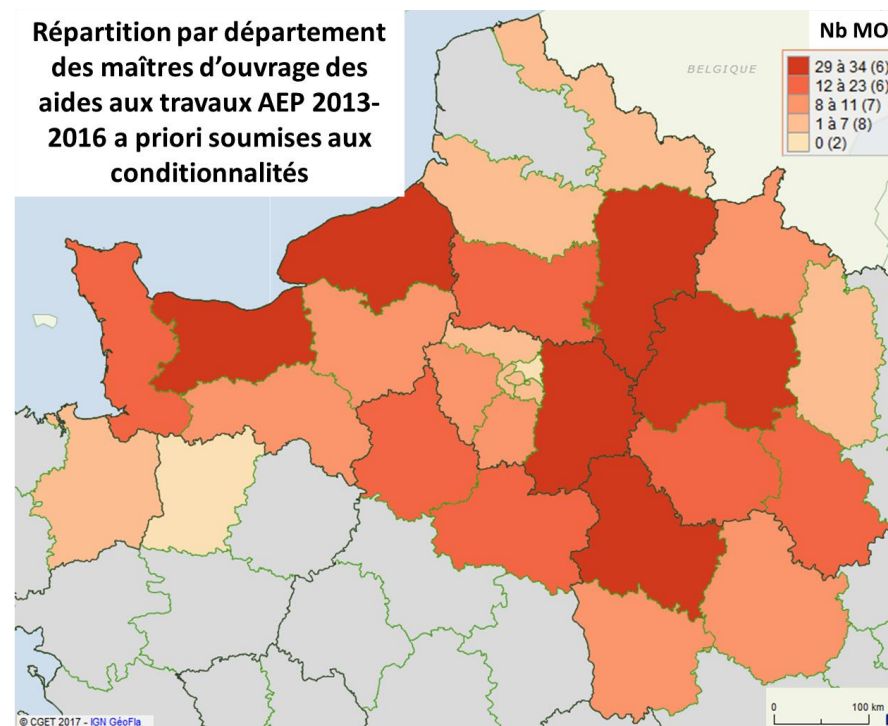 Répartition par département
des maîtres d’ouvrage des
aides aux travaux AEP 2013-
2016 a priori soumises aux
conditionnalités
Nb MO
BELGIQUE
29 à 34 (6)
12 à 23 (6)
8 à 11 (7)
1 à 7 (8)
0 (2)
0 100 km
© CGET 2017 - IGN GéoFla